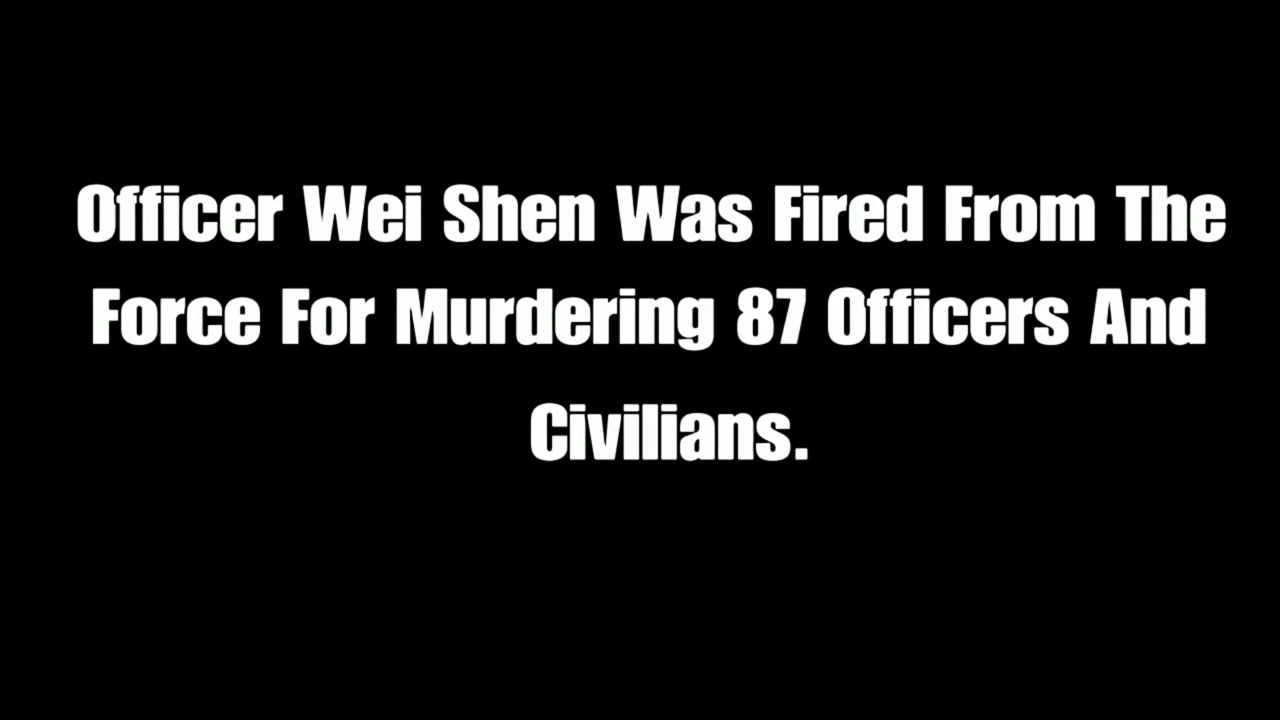 Officer Wei Shen Was Fired From The
Force For Murdering 87 Officers And
Civilians.